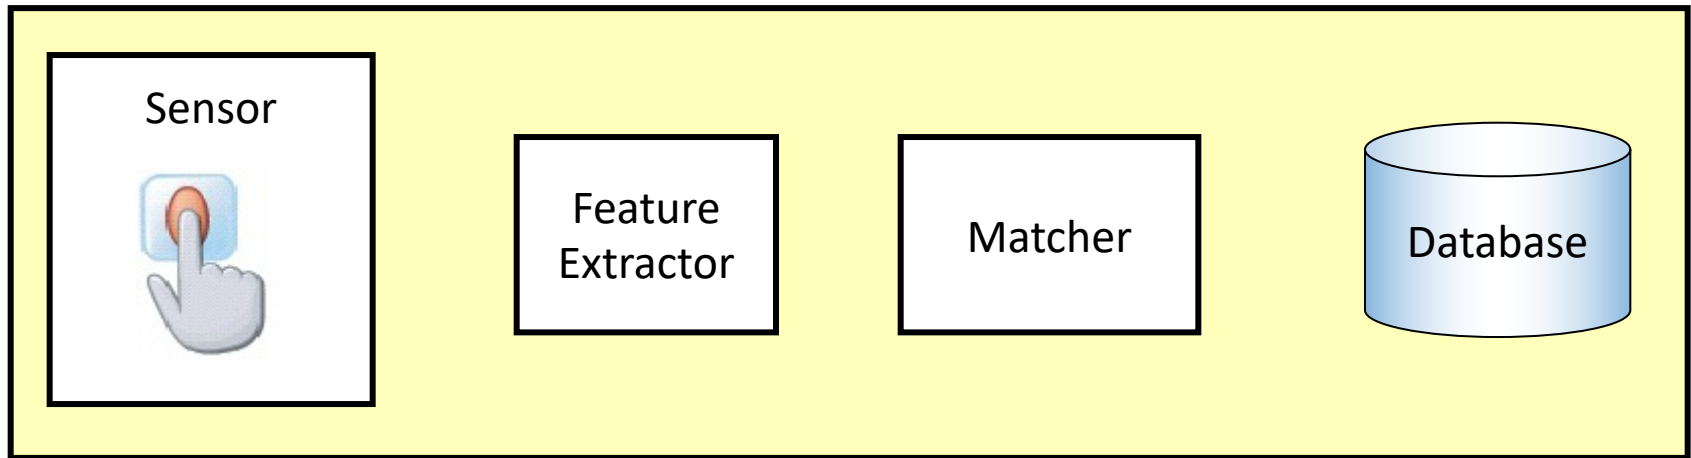 Sensor
Feature
Extractor
Matcher
Database